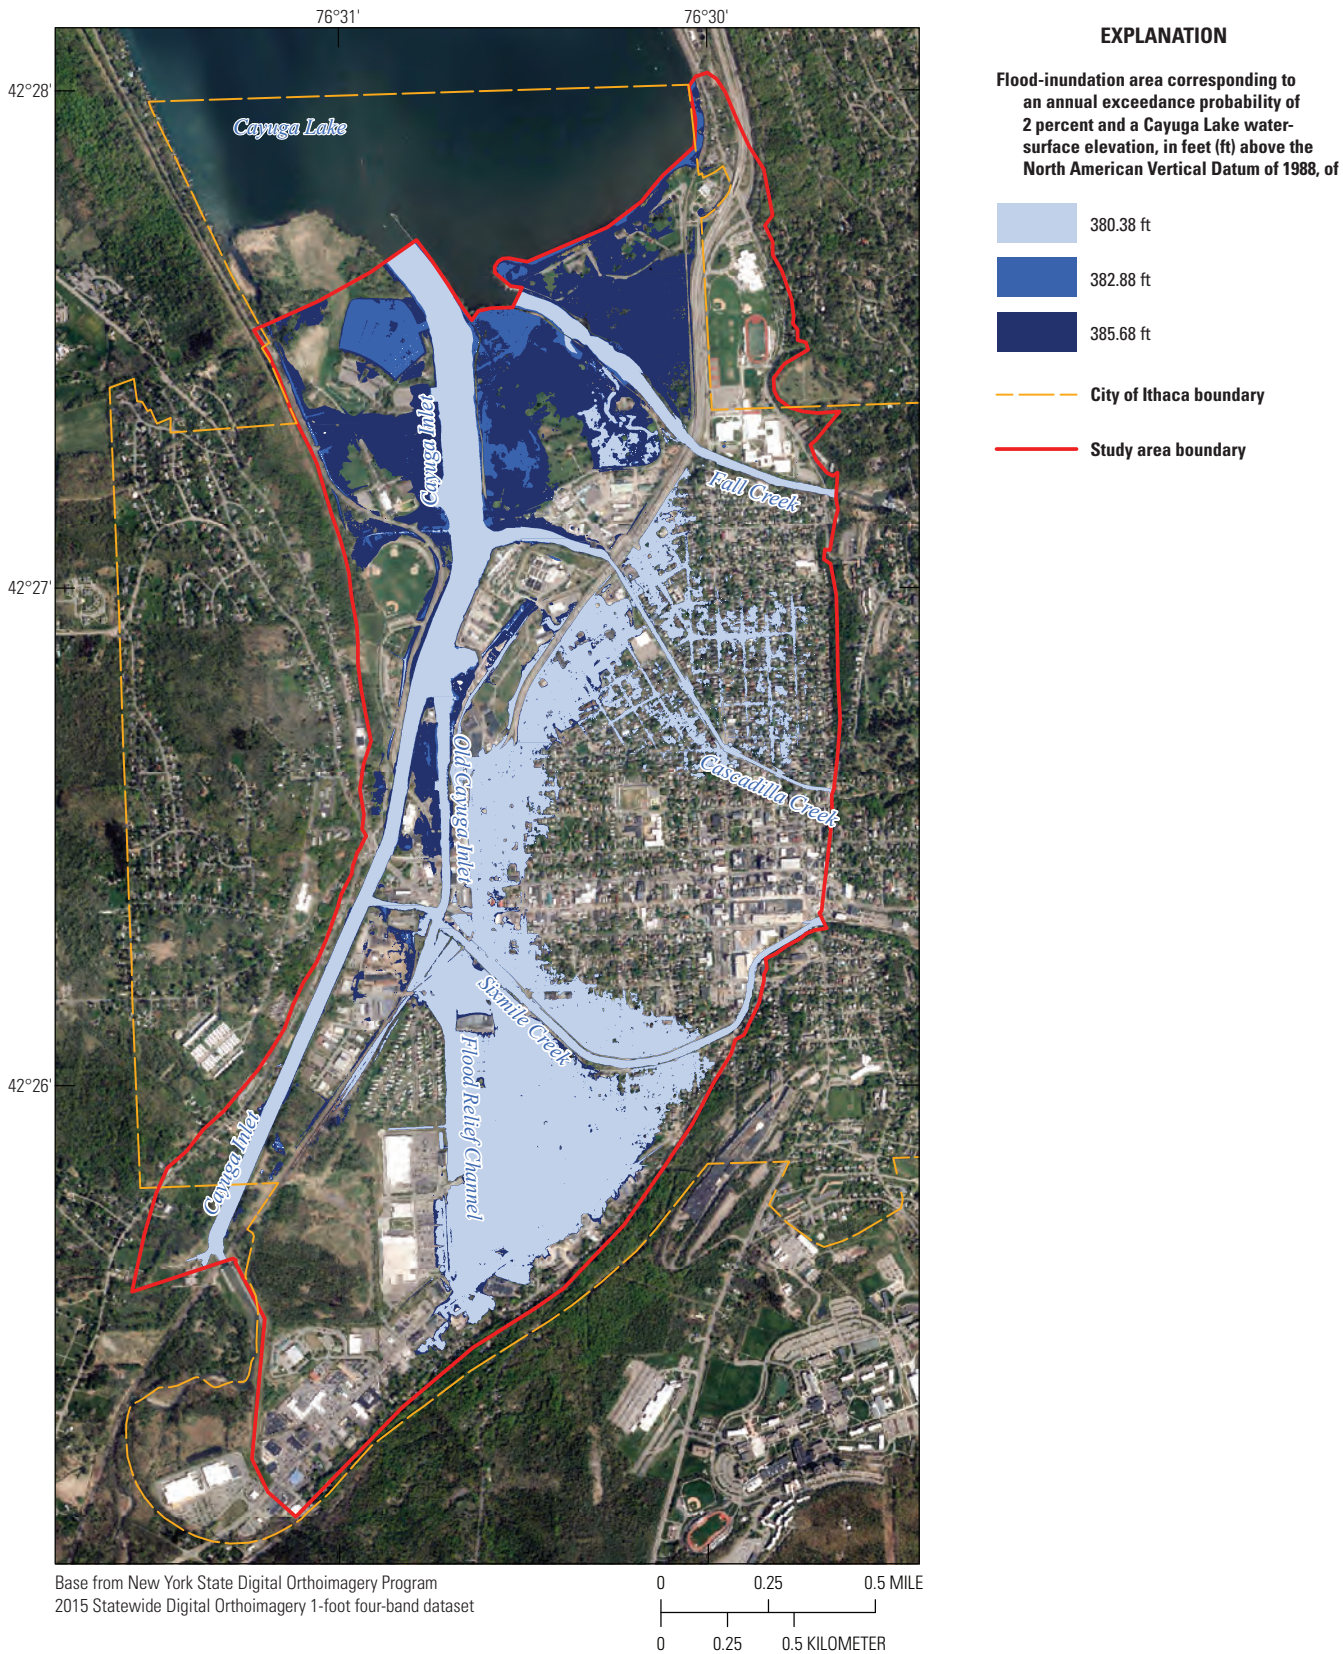 76°31'
76°30'
42°28'
42°27'
42°26'
Cayuga Lake
Cayuga Inlet
Fall Creek
Old Cayuga Inlet
Cascadilla Creek
Sixmile Creek
Flood Relief Channel
Cayuga Inlet
EXPLANATION
Flood-inundation area corresponding to
an annual exceedance probability of
2 percent and a Cayuga Lake water-
surface elevation, in feet (ft) above the
North American Vertical Datum of 1988, of
380.38 ft
382.88 ft
385.68 ft
City of Ithaca boundary
Study area boundary
Base from New York State Digital Orthoimagery Program
2015 Statewide Digital Orthoimagery 1-foot four-band dataset
0 0.25 0.5 MILE
0 0.25 0.5 KILOMETER